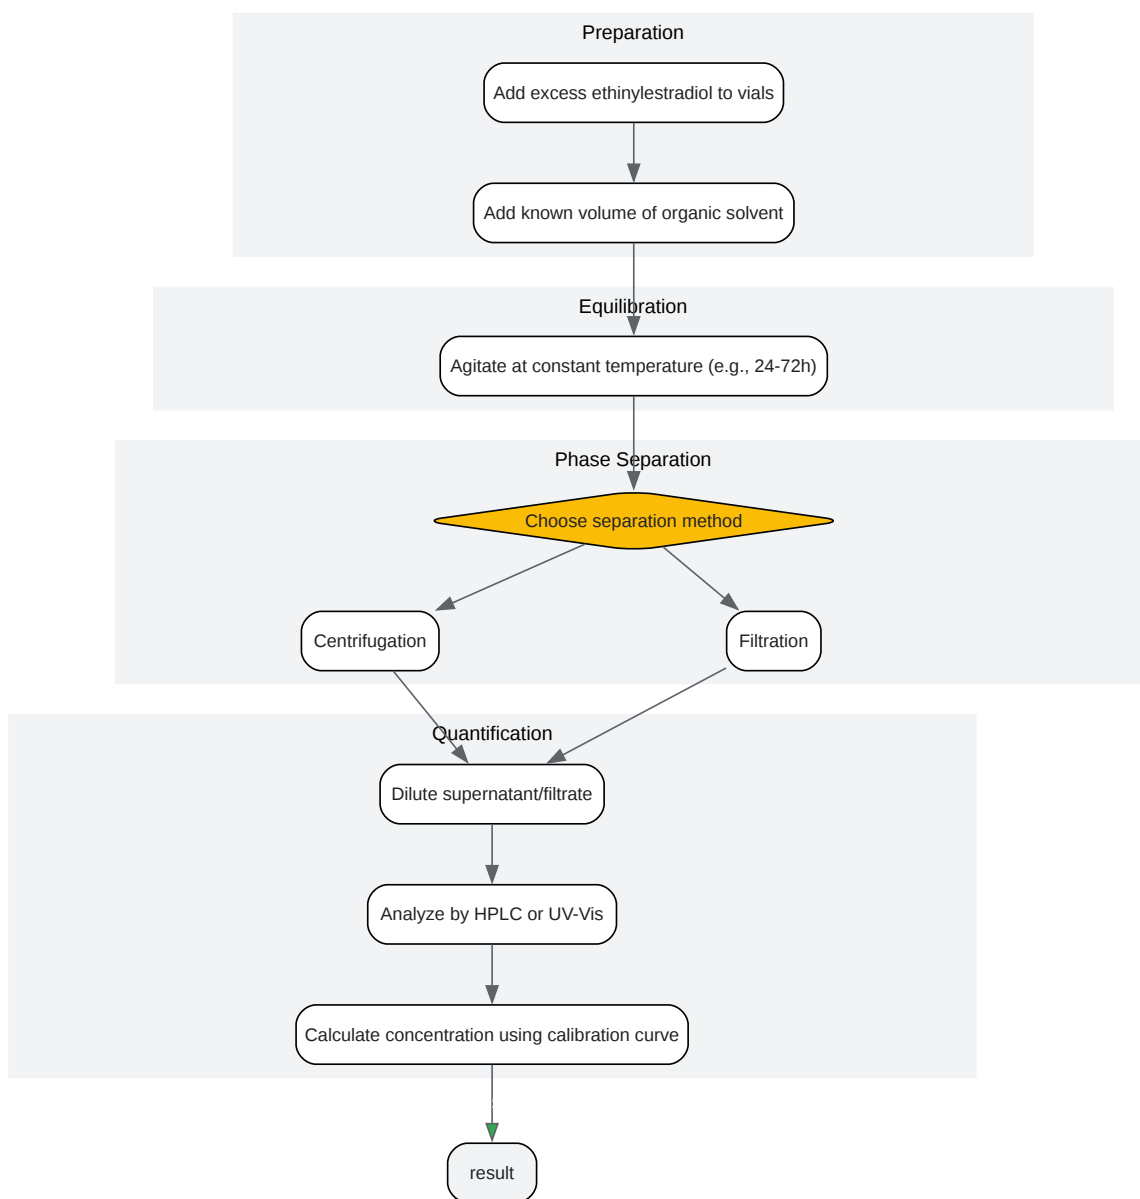 Preparation
Add excess ethinylestradiol to vials
Add known volume of organic solvent
Equilibration
Agitate at constant temperature (e.g., 24-72h)
Phase Separation
Choose separation method
Centrifugation
Filtration
Quantification
Dilute supernatant/filtrate
Analyze by HPLC or UV-Vis
Calculate concentration using calibration curve
result